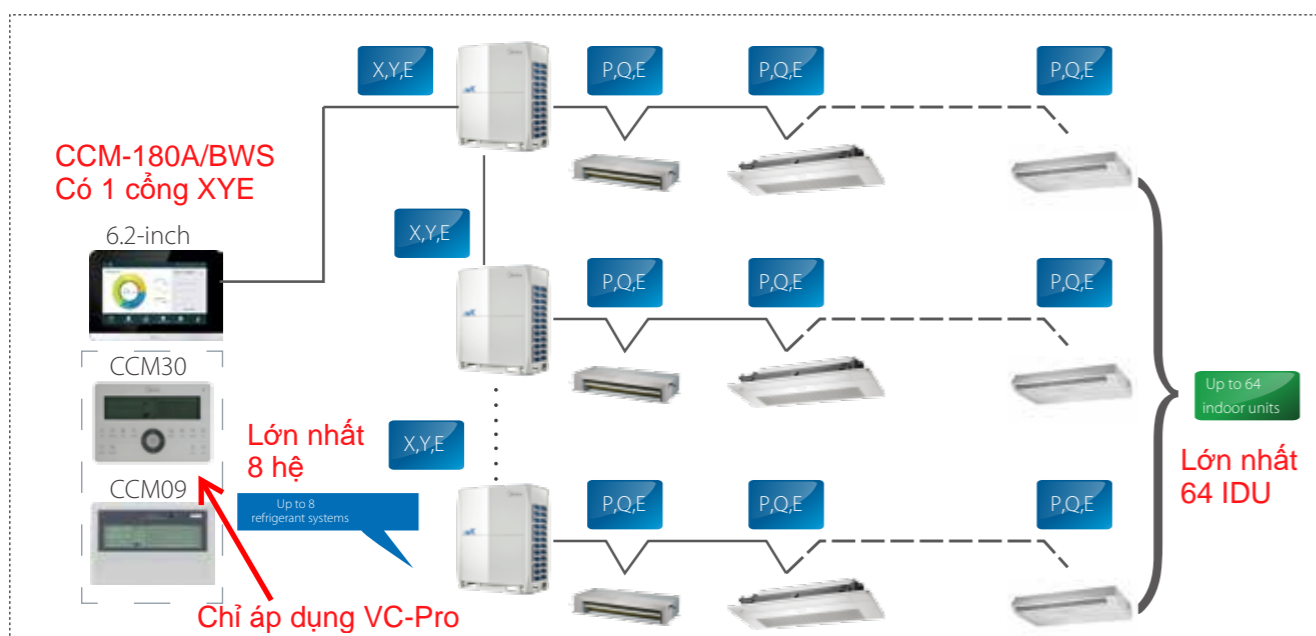 X,Y,E
P,Q,E
P,Q,E
P,Q,E
CCM-180A/BWS
Có 1 cổng XYE
6.2-inch
X,Y,E
P,Q,E
P,Q,E
P,Q,E
CCM30
Up to 64
indoor units
Lớn nhất
8 hệ
X,Y,E
Lớn nhất
64 IDU
CCM09
Up to 8
refrigerant systems
P,Q,E
P,Q,E
P,Q,E
Chỉ áp dụng VC-Pro